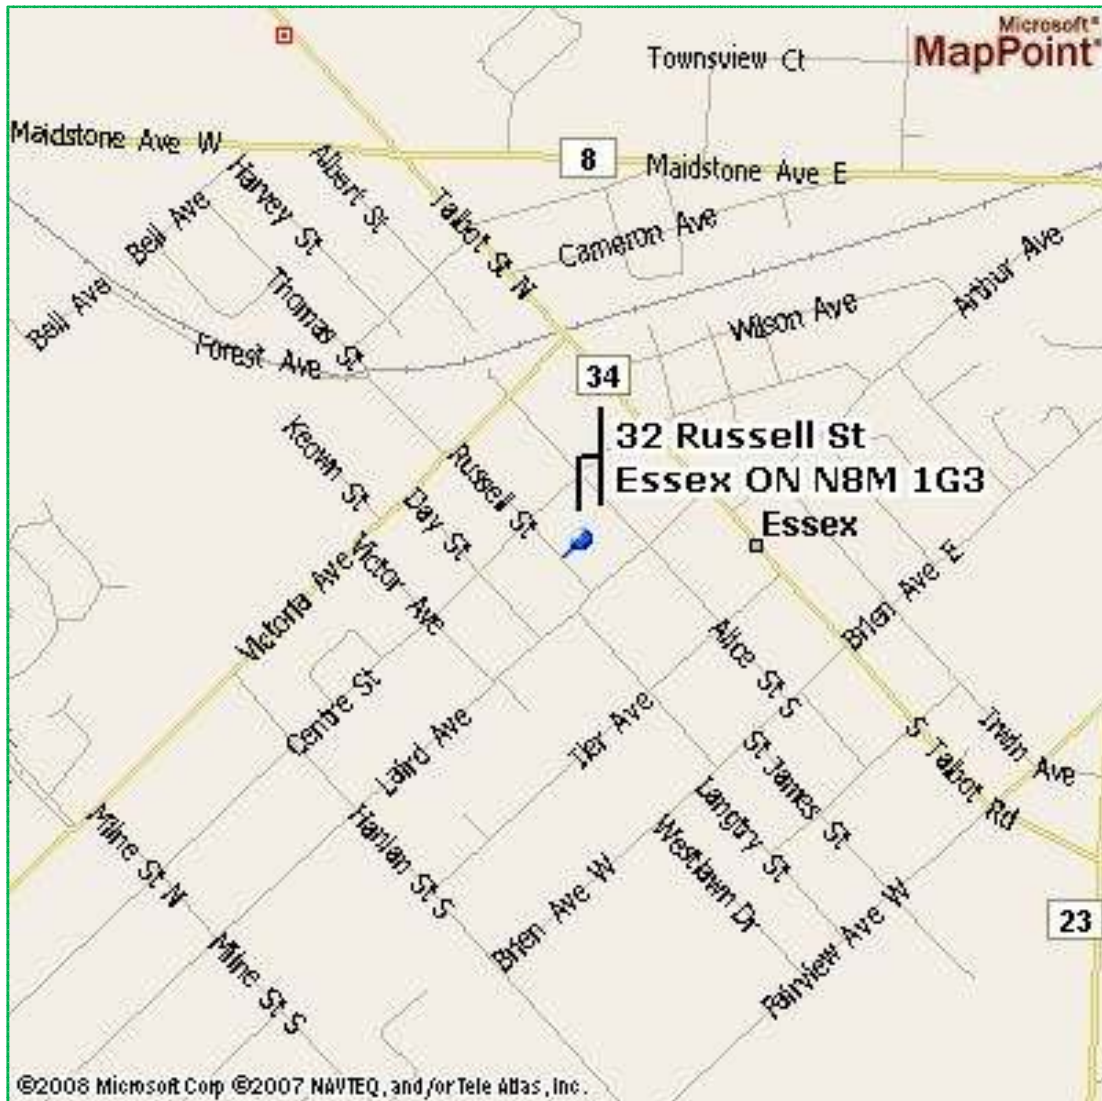 Microsoft®
MapPoint®
Townsview Ct
Maidstone Ave W
8
Maidstone Ave E
Albert St
Harvey St
Bell Ave
Talbot St N
Cameron Ave
Arthur Ave
Bell Ave
Thomas St
Wilson Ave
Forest Ave
34
32 Russell St
Essex ON N8M 1G3
Essex
Keown St
Russell St
Day St
Victor Ave
Victoria Ave
Brien Ave E
Alice St S
Centre St
Laird Ave
Iler Ave
Irwin Ave
S Talbot Rd
St James St
Langtry St
Westlawn Dr
Milne St N
Hanlan St S
Brien Ave W
Fairview Ave W
23
Milne St S
©2008 Microsoft Corp ©2007 NAVTEQ, and/or Tele Atlas, Inc.